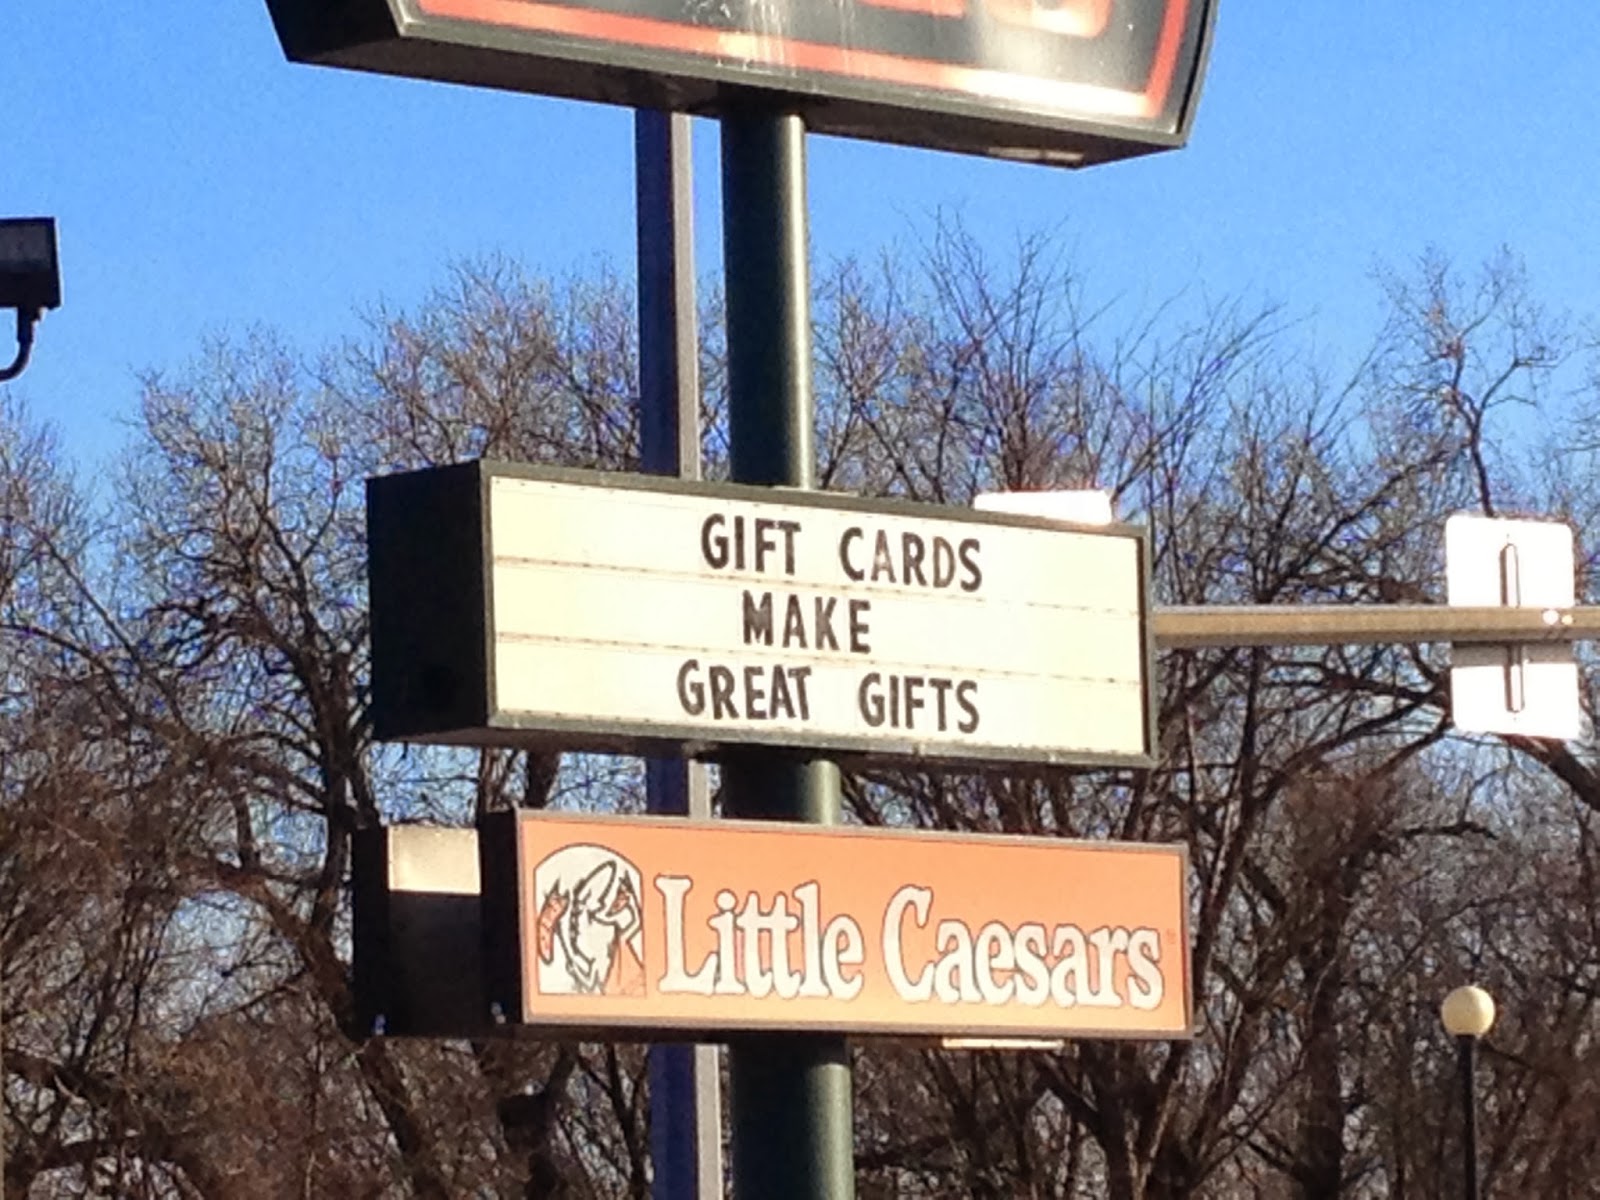 GIFT CARDS
MAKE
GREAT GIFTS
Little Caesars